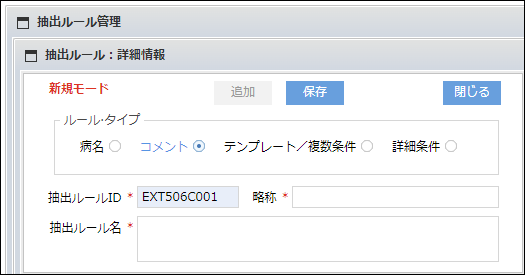 抽出ルール管理
抽出ルール：詳細情報
新規モード 追加 保存 閉じる
ルール･タイプ
病名 コメント テンプレート／複数条件 詳細条件
抽出ルールID * EXT506C001 略称 *
抽出ルール名 *